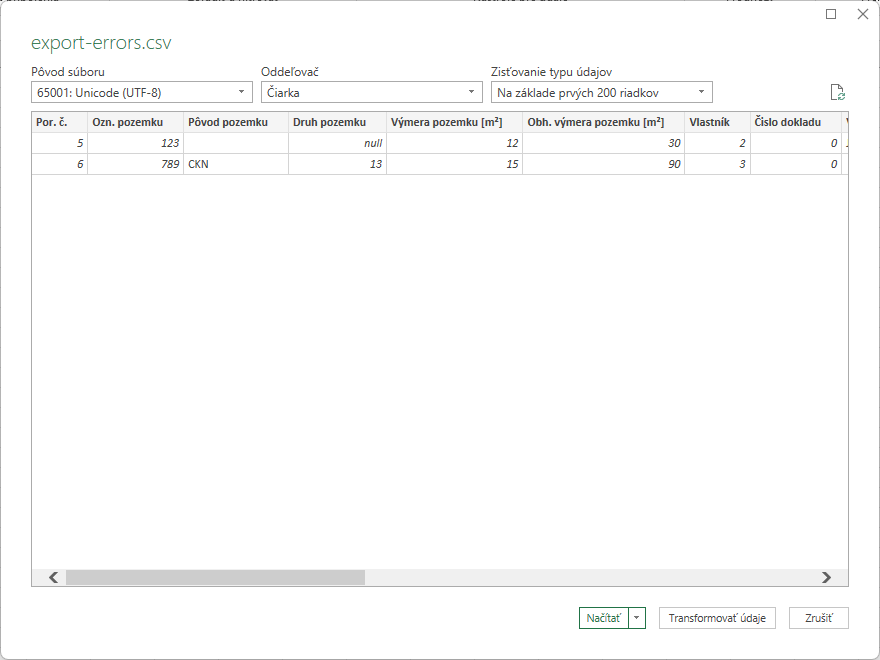 export-errors.csv
Pôvod súboru Oddeľovač Zisťovanie typu údajov
65001: Unicode (UTF-8) Čiarka Na základe prvých 200 riadkov
Por. č. Ozn. pozemku Pôvod pozemku Druh pozemku Výmera pozemku [m²] Obh. výmera pozemku [m²] Vlastník Číslo dokladu
5 123 null 12 30 2 0
6 789 CKN 13 15 90 3 0
Načítať Transformovať údaje Zrušiť